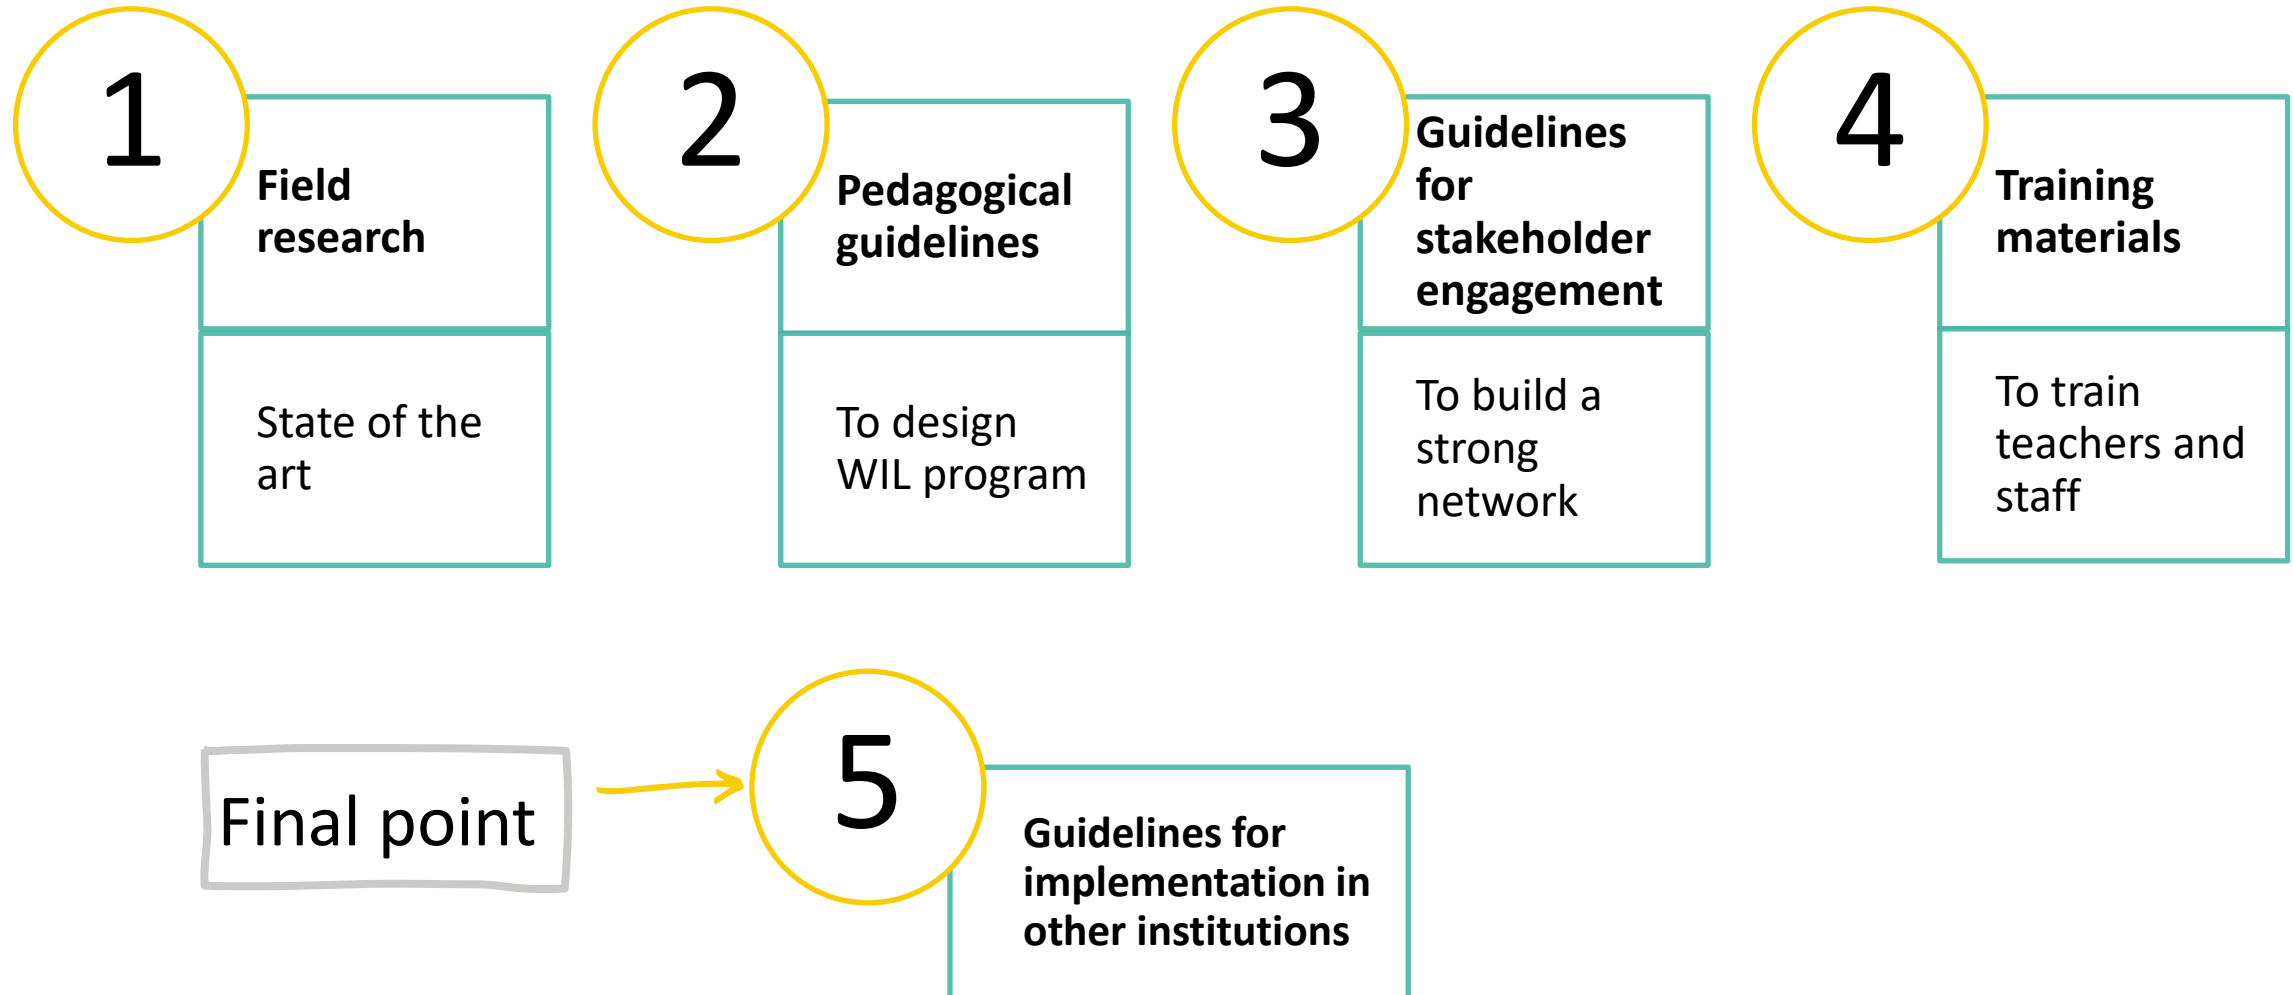 1
Field
research
State of the
art
2
Pedagogical
guidelines
To design
WIL program
3
Guidelines
for
stakeholder
engagement
To build a
strong
network
4
Training
materials
To train
teachers and
staff
Final point
5
Guidelines for
implementation in
other institutions